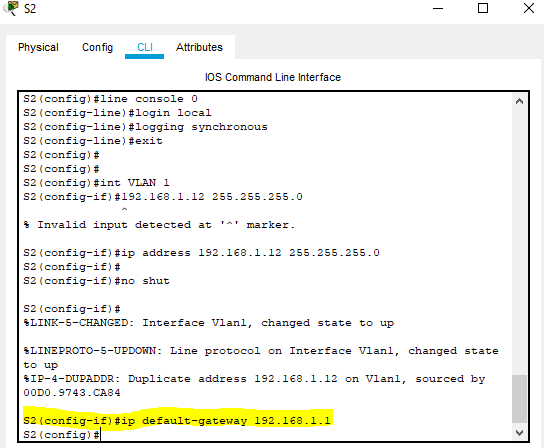 S2
Physical Config CLI Attributes
IOS Command Line Interface
S2(config)#line console 0
S2(config-line)#login local
S2(config-line)#logging synchronous
S2(config-line)#exit
S2(config)#
S2(config)#
S2(config)#int VLAN 1
S2(config-if)#192.168.1.12 255.255.255.0
^
% Invalid input detected at '^' marker.
S2(config-if)#ip address 192.168.1.12 255.255.255.0
S2(config-if)#
S2(config-if)#no shut
S2(config-if)#
%LINK-5-CHANGED: Interface Vlan1, changed state to up
%LINEPROTO-5-UPDOWN: Line protocol on Interface Vlan1, changed state
to up
%IP-4-DUPADDR: Duplicate address 192.168.1.12 on Vlan1, sourced by
00D0.9743.CA84
S2(config-if)#ip default-gateway 192.168.1.1
S2(config)#